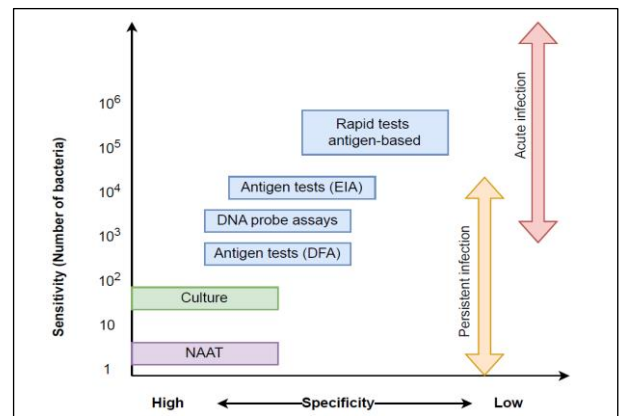 Sensitivity (Number of bacteria)
10⁶
10⁵
10⁴
10³
10²
10
1
Rapid tests
antigen-based
Antigen tests (EIA)
DNA probe assays
Antigen tests (DFA)
Culture
NAAT
Persistent infection
Acute infection
High
Specificity
Low